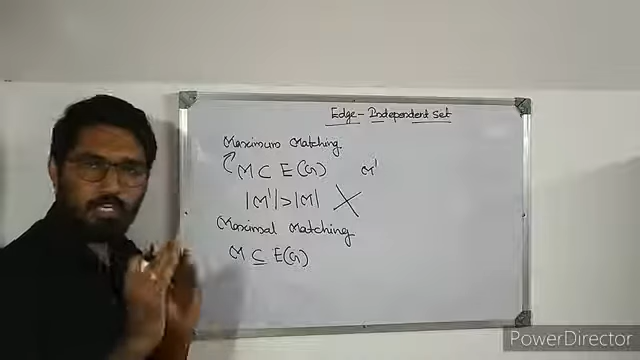 Edge - Independent Set
Maximum Matching
M ⊂ E(G) M'
|M'| > |M| X
Maximal Matching
M ⊆ E(G)
PowerDirector